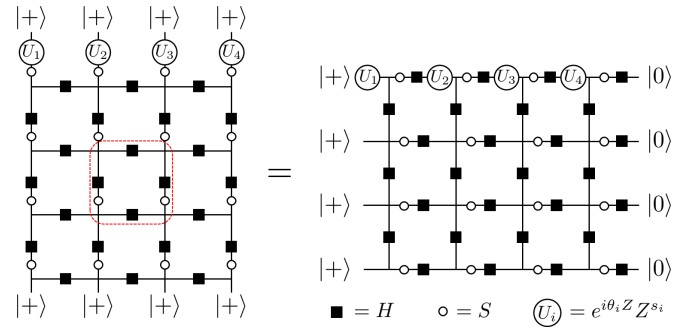 |+⟩ |+⟩ |+⟩ |+⟩
U₁ U₂ U₃ U₄
|+⟩ |+⟩ |+⟩ |+⟩
=
|+⟩ U₁ U₂ U₃ U₄ |0⟩
|+⟩ |0⟩
|+⟩ |0⟩
|+⟩ |0⟩
■ = H ○ = S Uᵢ = e^{iθᵢZ} Z^{sᵢ}